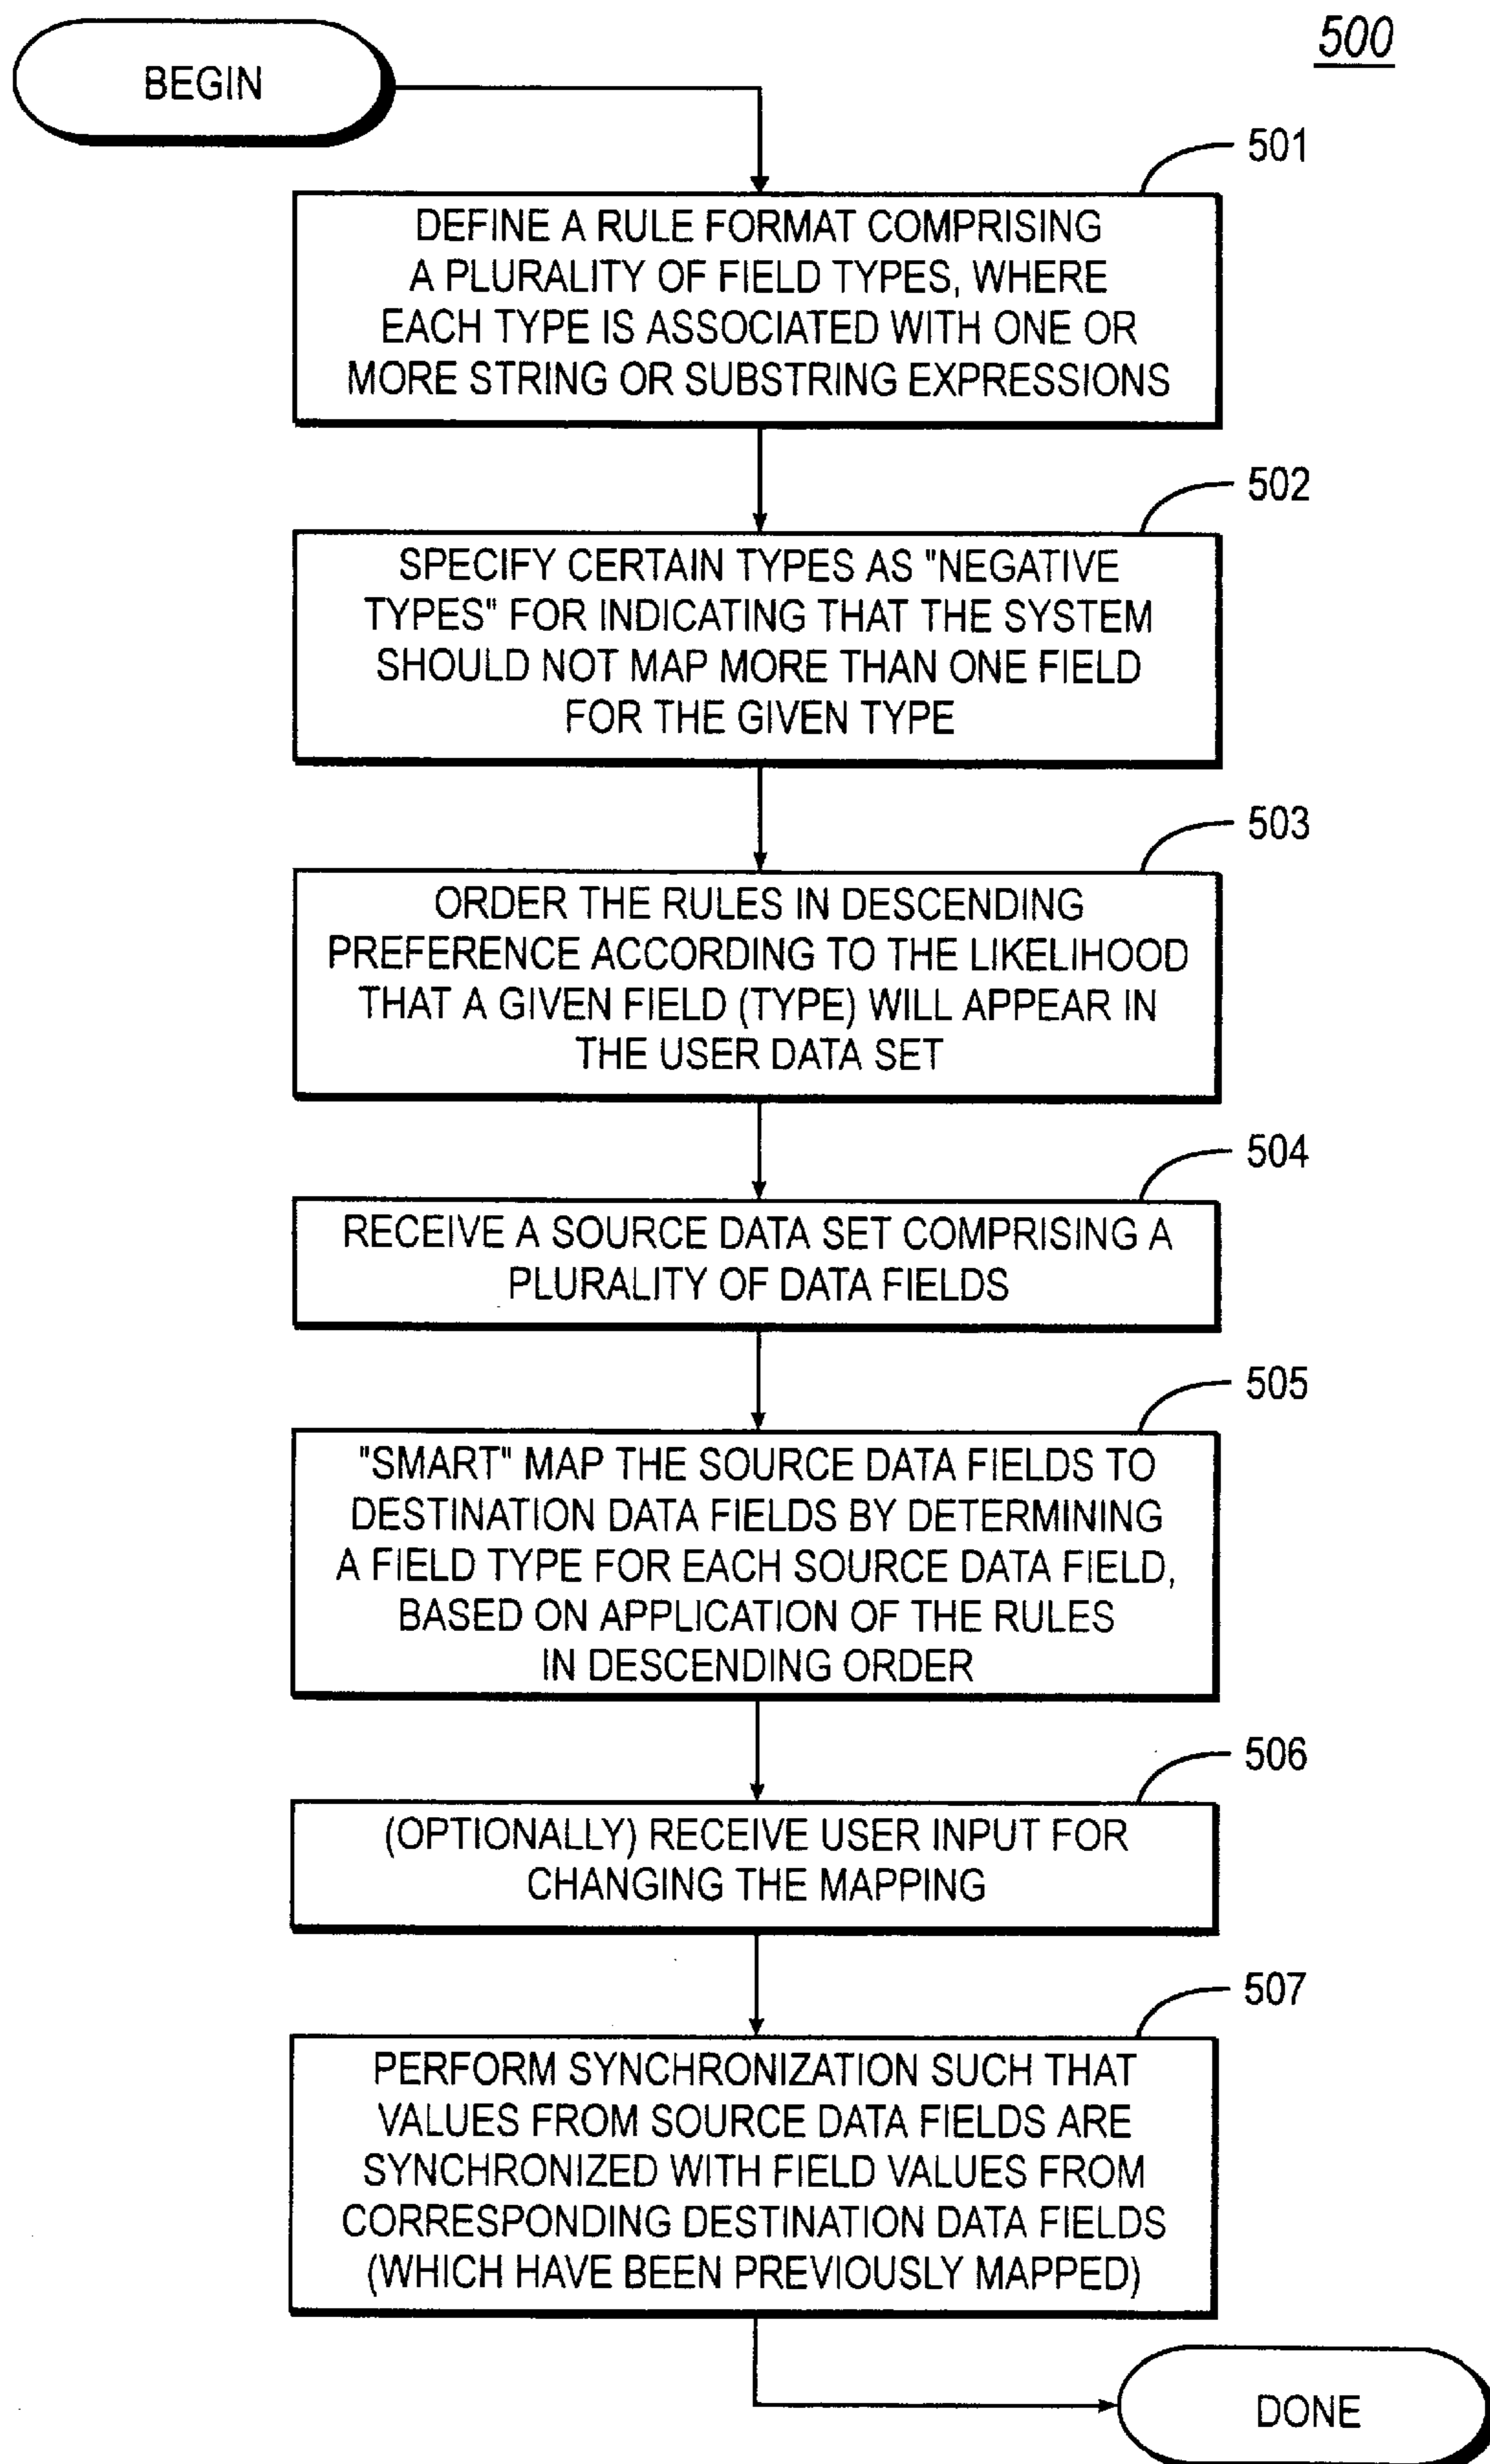 500
BEGIN
501
DEFINE A RULE FORMAT COMPRISING
A PLURALITY OF FIELD TYPES, WHERE
EACH TYPE IS ASSOCIATED WITH ONE OR
MORE STRING OR SUBSTRING EXPRESSIONS
502
SPECIFY CERTAIN TYPES AS "NEGATIVE
TYPES" FOR INDICATING THAT THE SYSTEM
SHOULD NOT MAP MORE THAN ONE FIELD
FOR THE GIVEN TYPE
503
ORDER THE RULES IN DESCENDING
PREFERENCE ACCORDING TO THE LIKELIHOOD
THAT A GIVEN FIELD (TYPE) WILL APPEAR IN
THE USER DATA SET
504
RECEIVE A SOURCE DATA SET COMPRISING A
PLURALITY OF DATA FIELDS
505
"SMART" MAP THE SOURCE DATA FIELDS TO
DESTINATION DATA FIELDS BY DETERMINING
A FIELD TYPE FOR EACH SOURCE DATA FIELD,
BASED ON APPLICATION OF THE RULES
IN DESCENDING ORDER
506
(OPTIONALLY) RECEIVE USER INPUT FOR
CHANGING THE MAPPING
507
PERFORM SYNCHRONIZATION SUCH THAT
VALUES FROM SOURCE DATA FIELDS ARE
SYNCHRONIZED WITH FIELD VALUES FROM
CORRESPONDING DESTINATION DATA FIELDS
(WHICH HAVE BEEN PREVIOUSLY MAPPED)
DONE